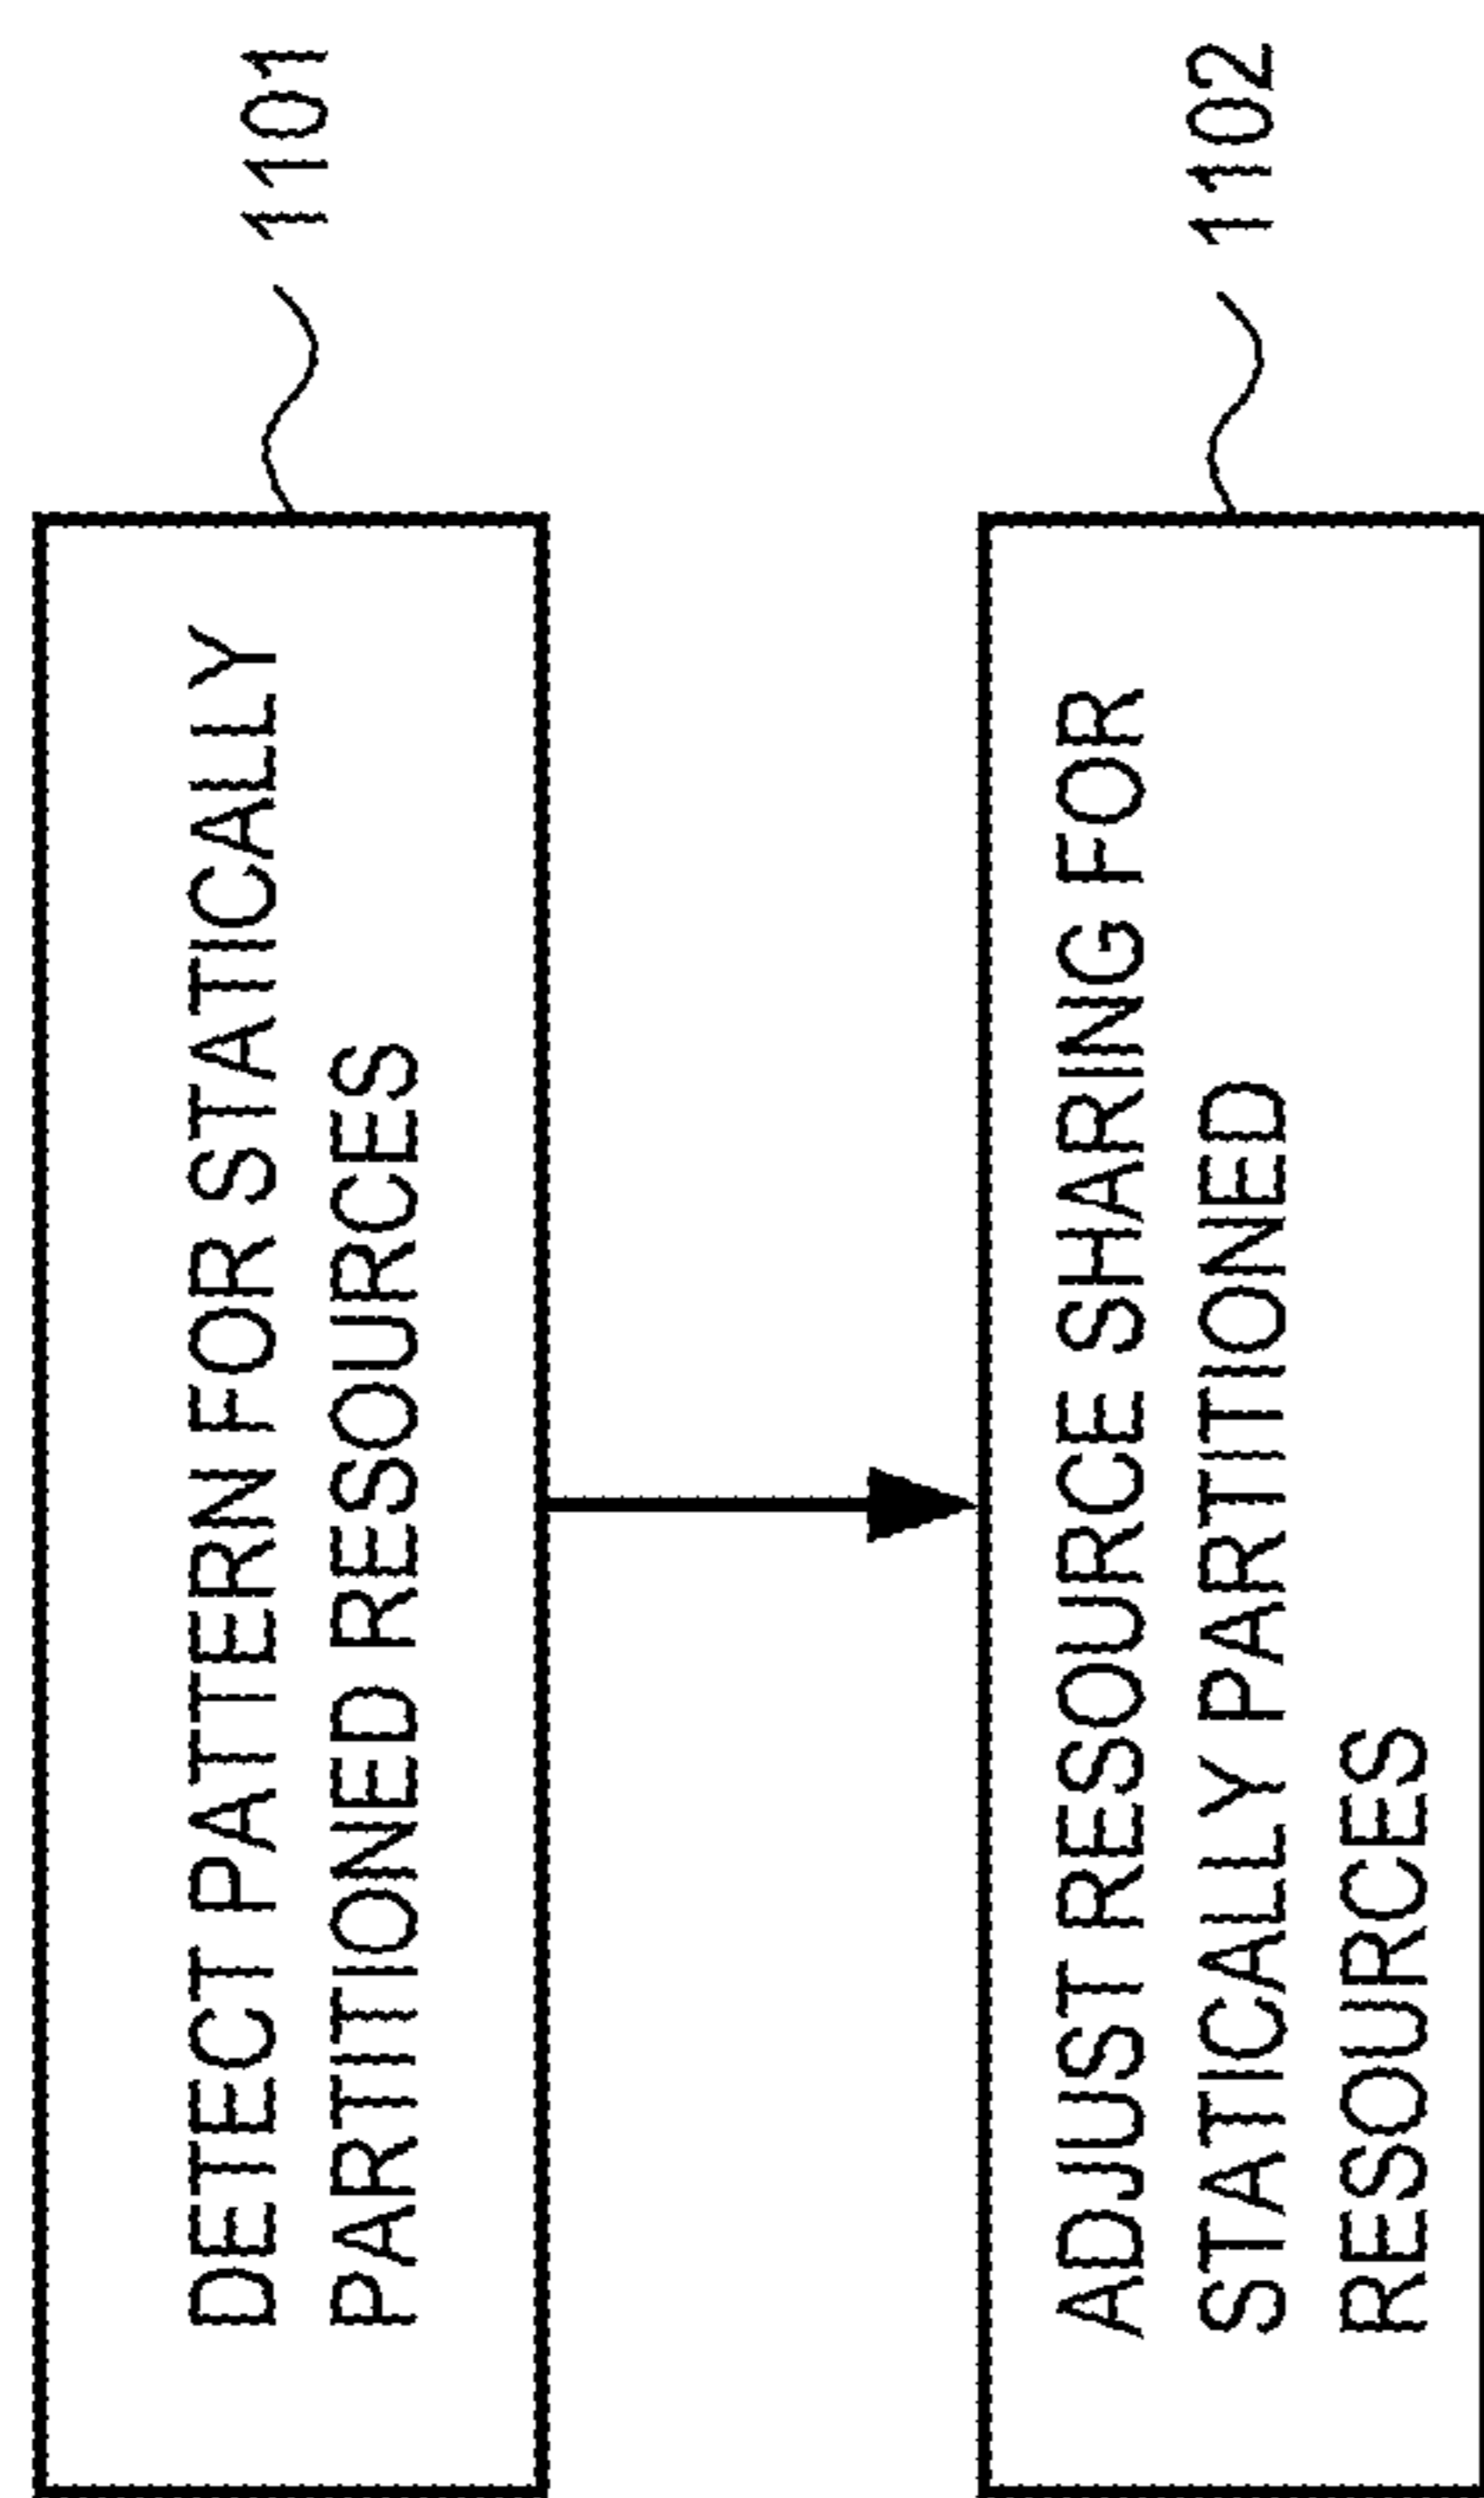 DETECT PATTERN FOR STATICALLY
PARTITIONED RESOURCES
1101
ADJUST RESOURCE SHARING FOR
STATICALLY PARTITIONED
RESOURCES
1102